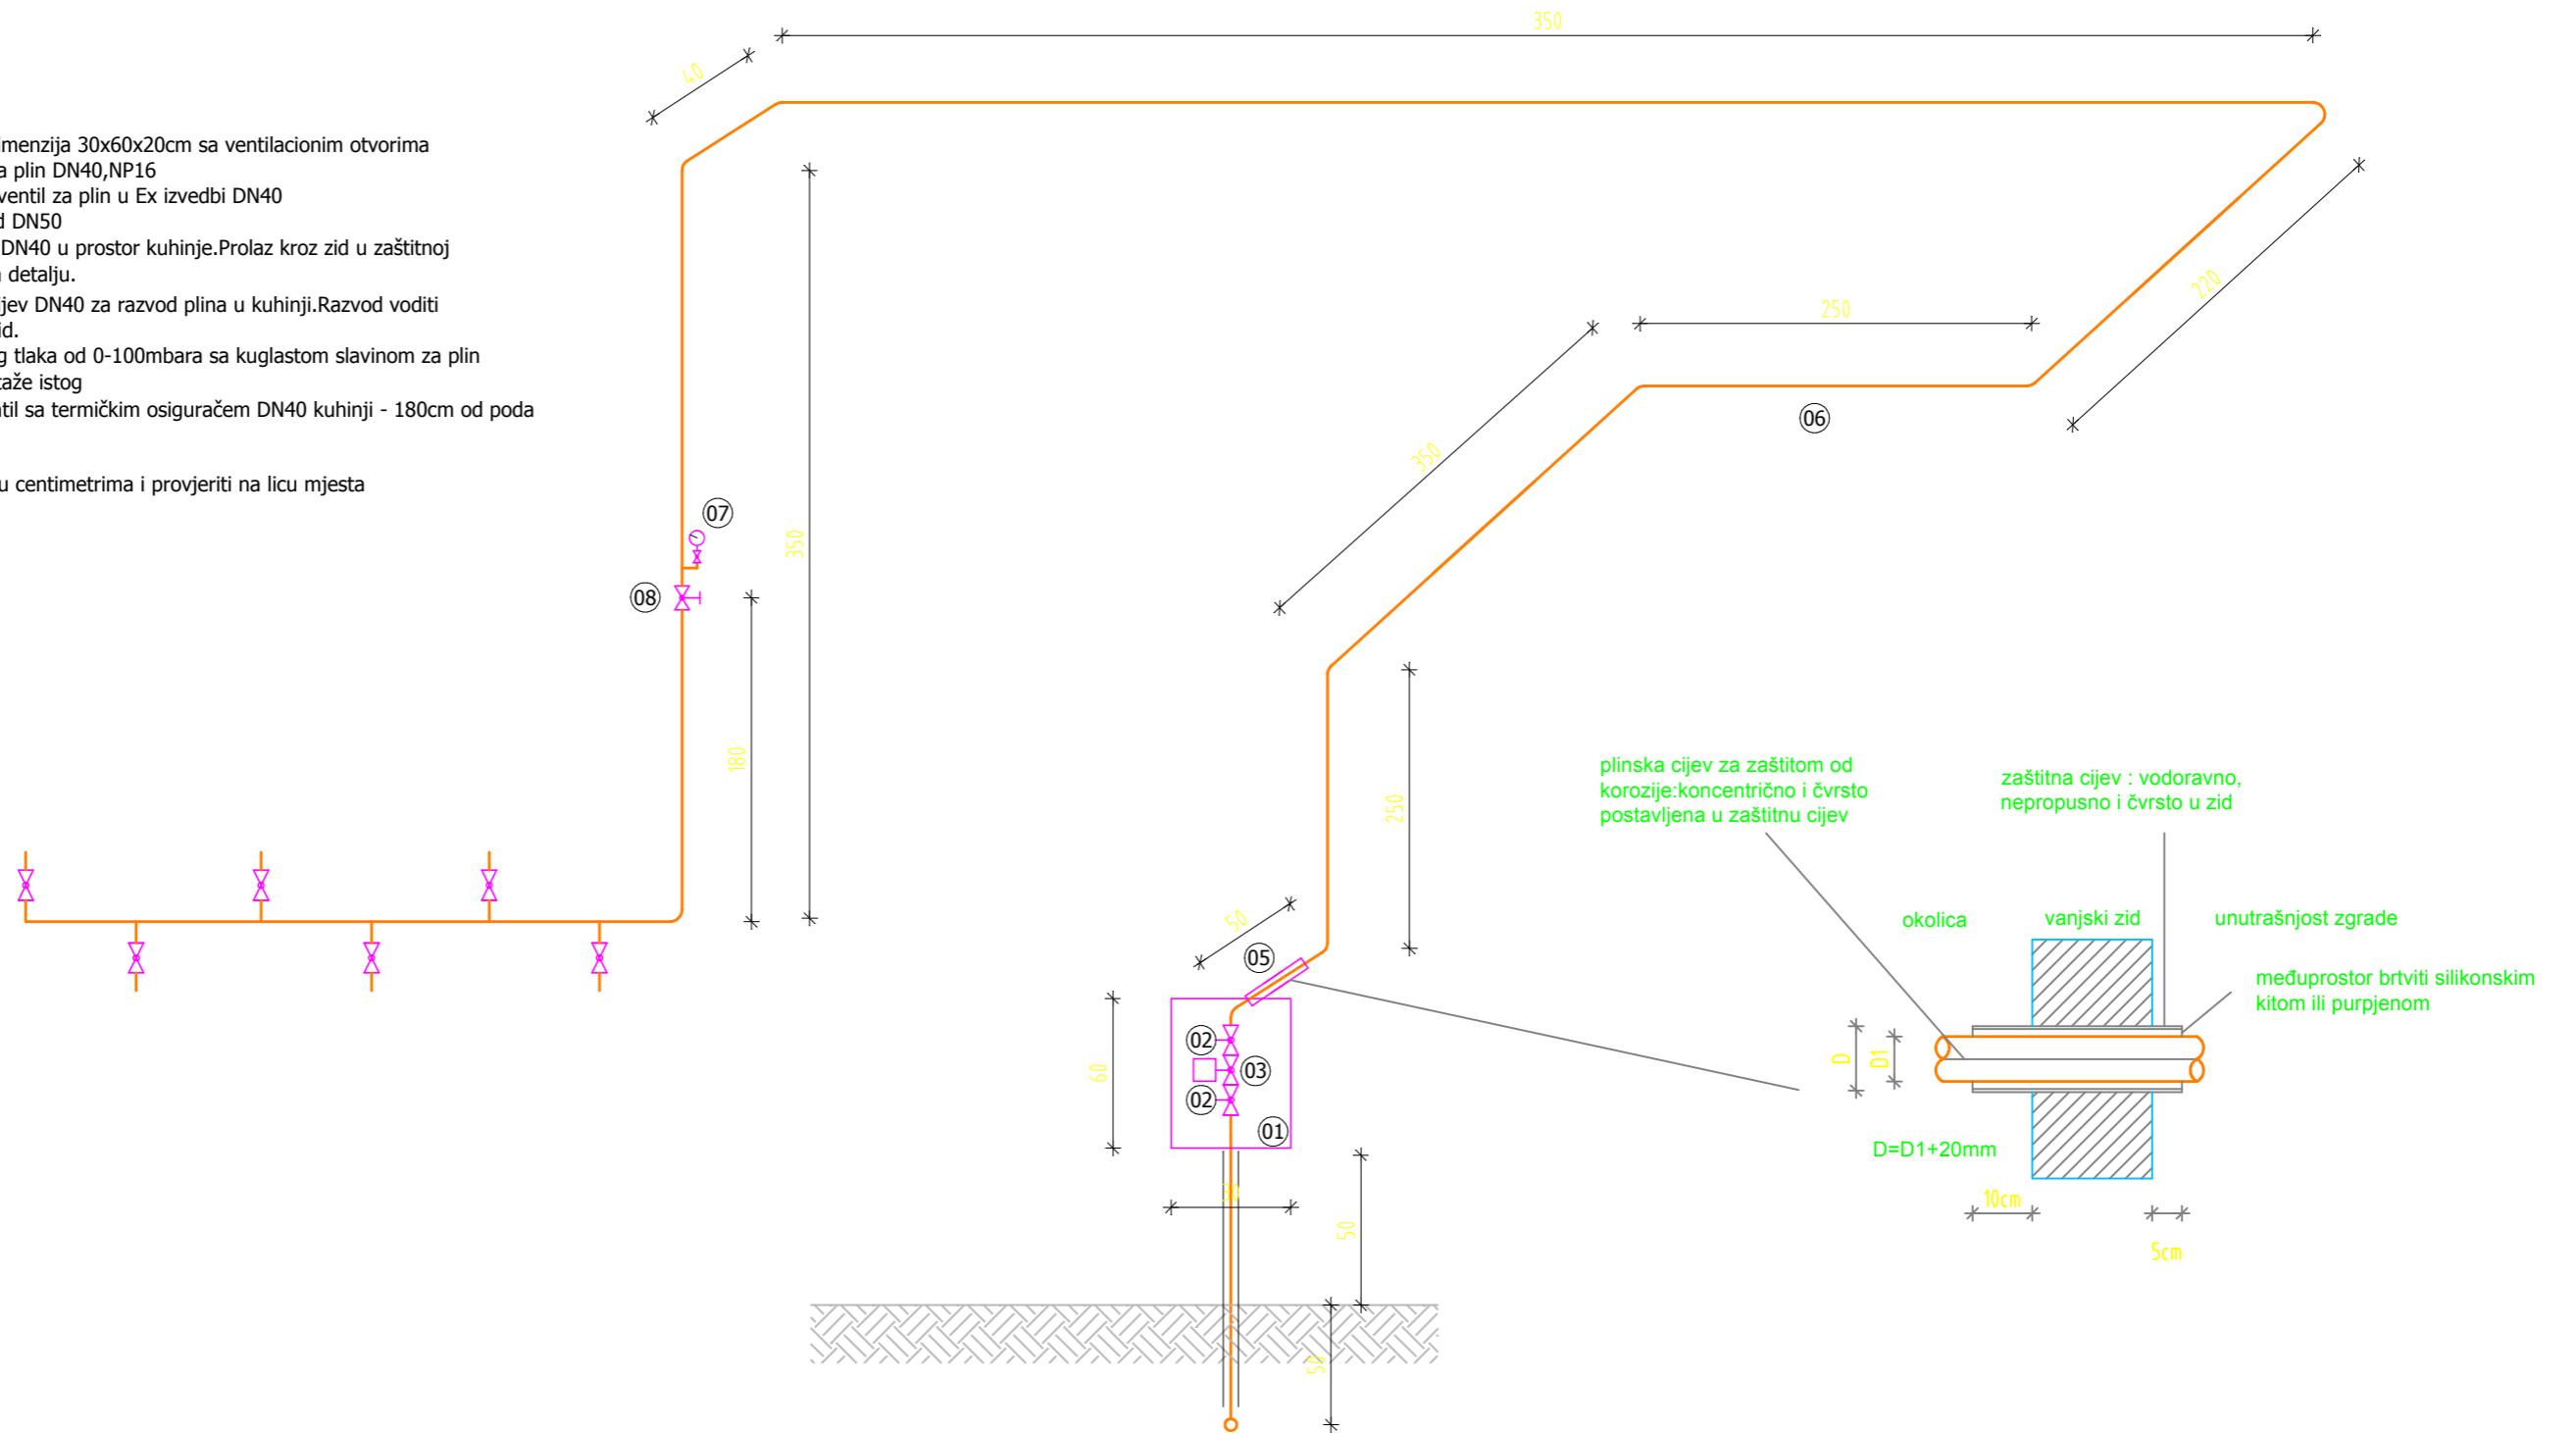 350
40
imenzija 30x60x20cm sa ventilacionim otvorima
a plin DN40,NP16
ventil za plin u Ex izvedbi DN40
DN50
DN40 u prostor kuhinje.Prolaz kroz zid u zaštitnoj
detalju.
ijev DN40 za razvod plina u kuhinji.Razvod voditi
id.
g tlaka od 0-100mbara sa kuglastom slavinom za plin
taže istog
til sa termičkim osiguračem DN40 kuhinji - 180cm od poda
u centimetrima i provjeriti na licu mjesta
220
250
06
350
07
350
08
180
250
plinska cijev za zaštitom od
korozije:koncentrično i čvrsto
postavljena u zaštitnu cijev
zaštitna cijev : vodoravno,
nepropusno i čvrsto u zid
okolica
vanjski zid
unutrašnjost zgrade
međuprostor brtviti silikonskim
kitom ili purpjenom
50
05
02
03
02
01
60
30
50
50
D
D1
D=D1+20mm
10cm
5cm